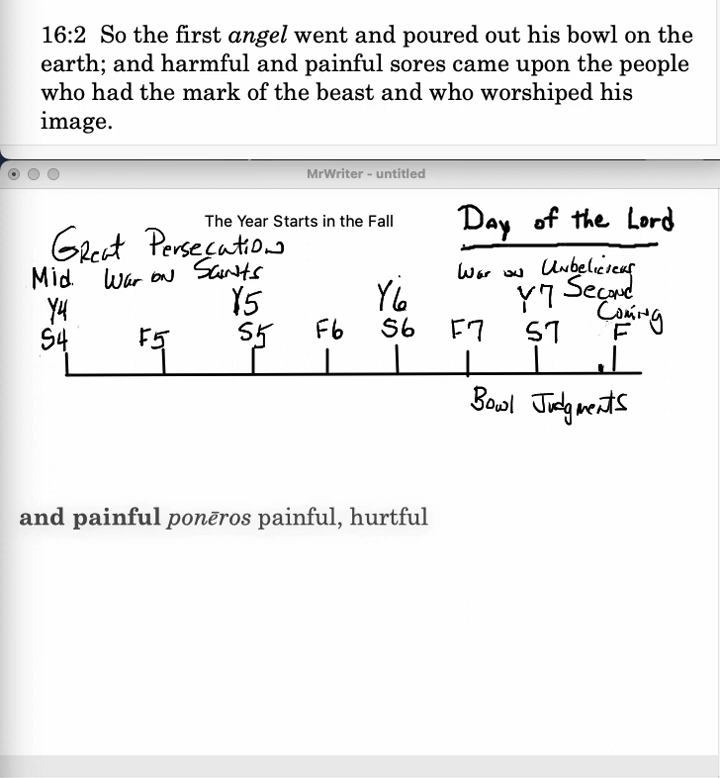 16:2 So the first angel went and poured out his bowl on the
earth; and harmful and painful sores came upon the people
who had the mark of the beast and who worshiped his
image.
MrWriter - untitled
The Year Starts in the Fall
Day of the Lord
Great Persecution
Mid War on Saints
War on Unbelievers
Y4 Y5 Y6 Y7 Second
Coming
S4 F5 S5 F6 S6 F7 S7 F
Bowl Judgments
and painful ponēros painful, hurtful